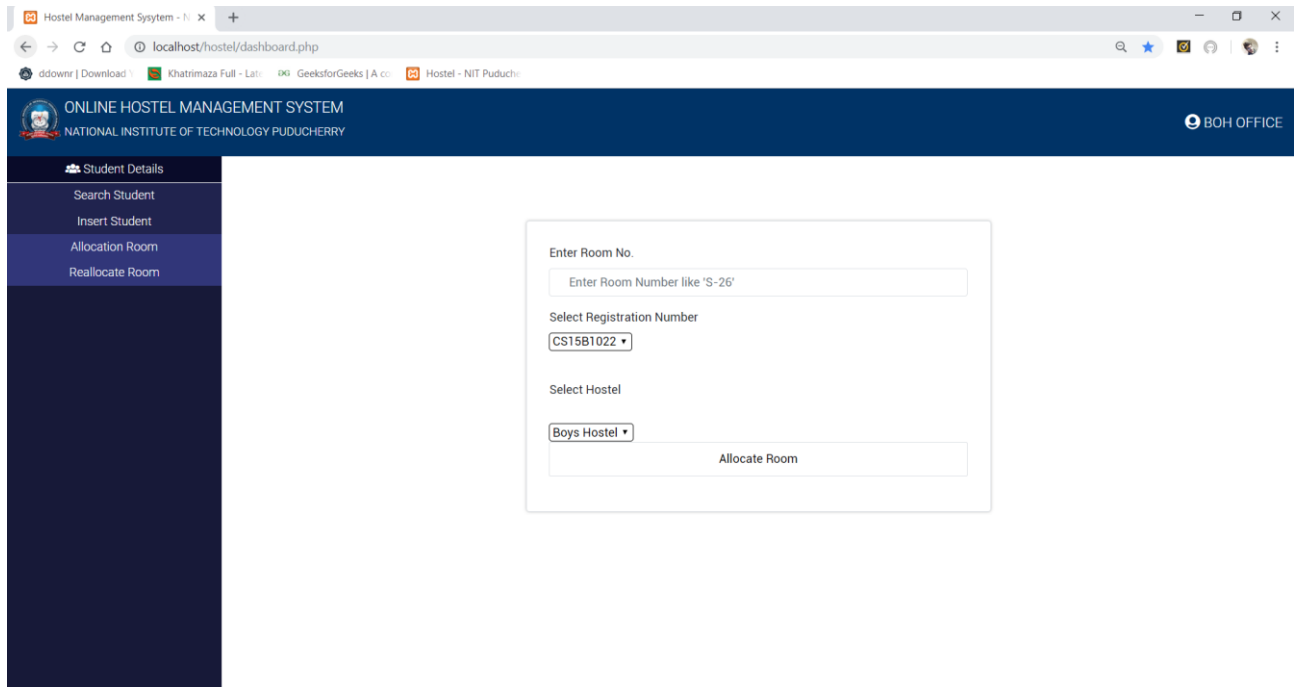 Hostel Management Sysytem - N
localhost/hostel/dashboard.php
ddownr | Download
Khatrimaza Full - Late
GeeksforGeeks | A co
Hostel - NIT Puduche
ONLINE HOSTEL MANAGEMENT SYSTEM
NATIONAL INSTITUTE OF TECHNOLOGY PUDUCHERRY
BOH OFFICE
Student Details
Search Student
Insert Student
Allocation Room
Reallocate Room
Enter Room No.
Enter Room Number like 'S-26'
Select Registration Number
CS15B1022
Select Hostel
Boys Hostel
Allocate Room